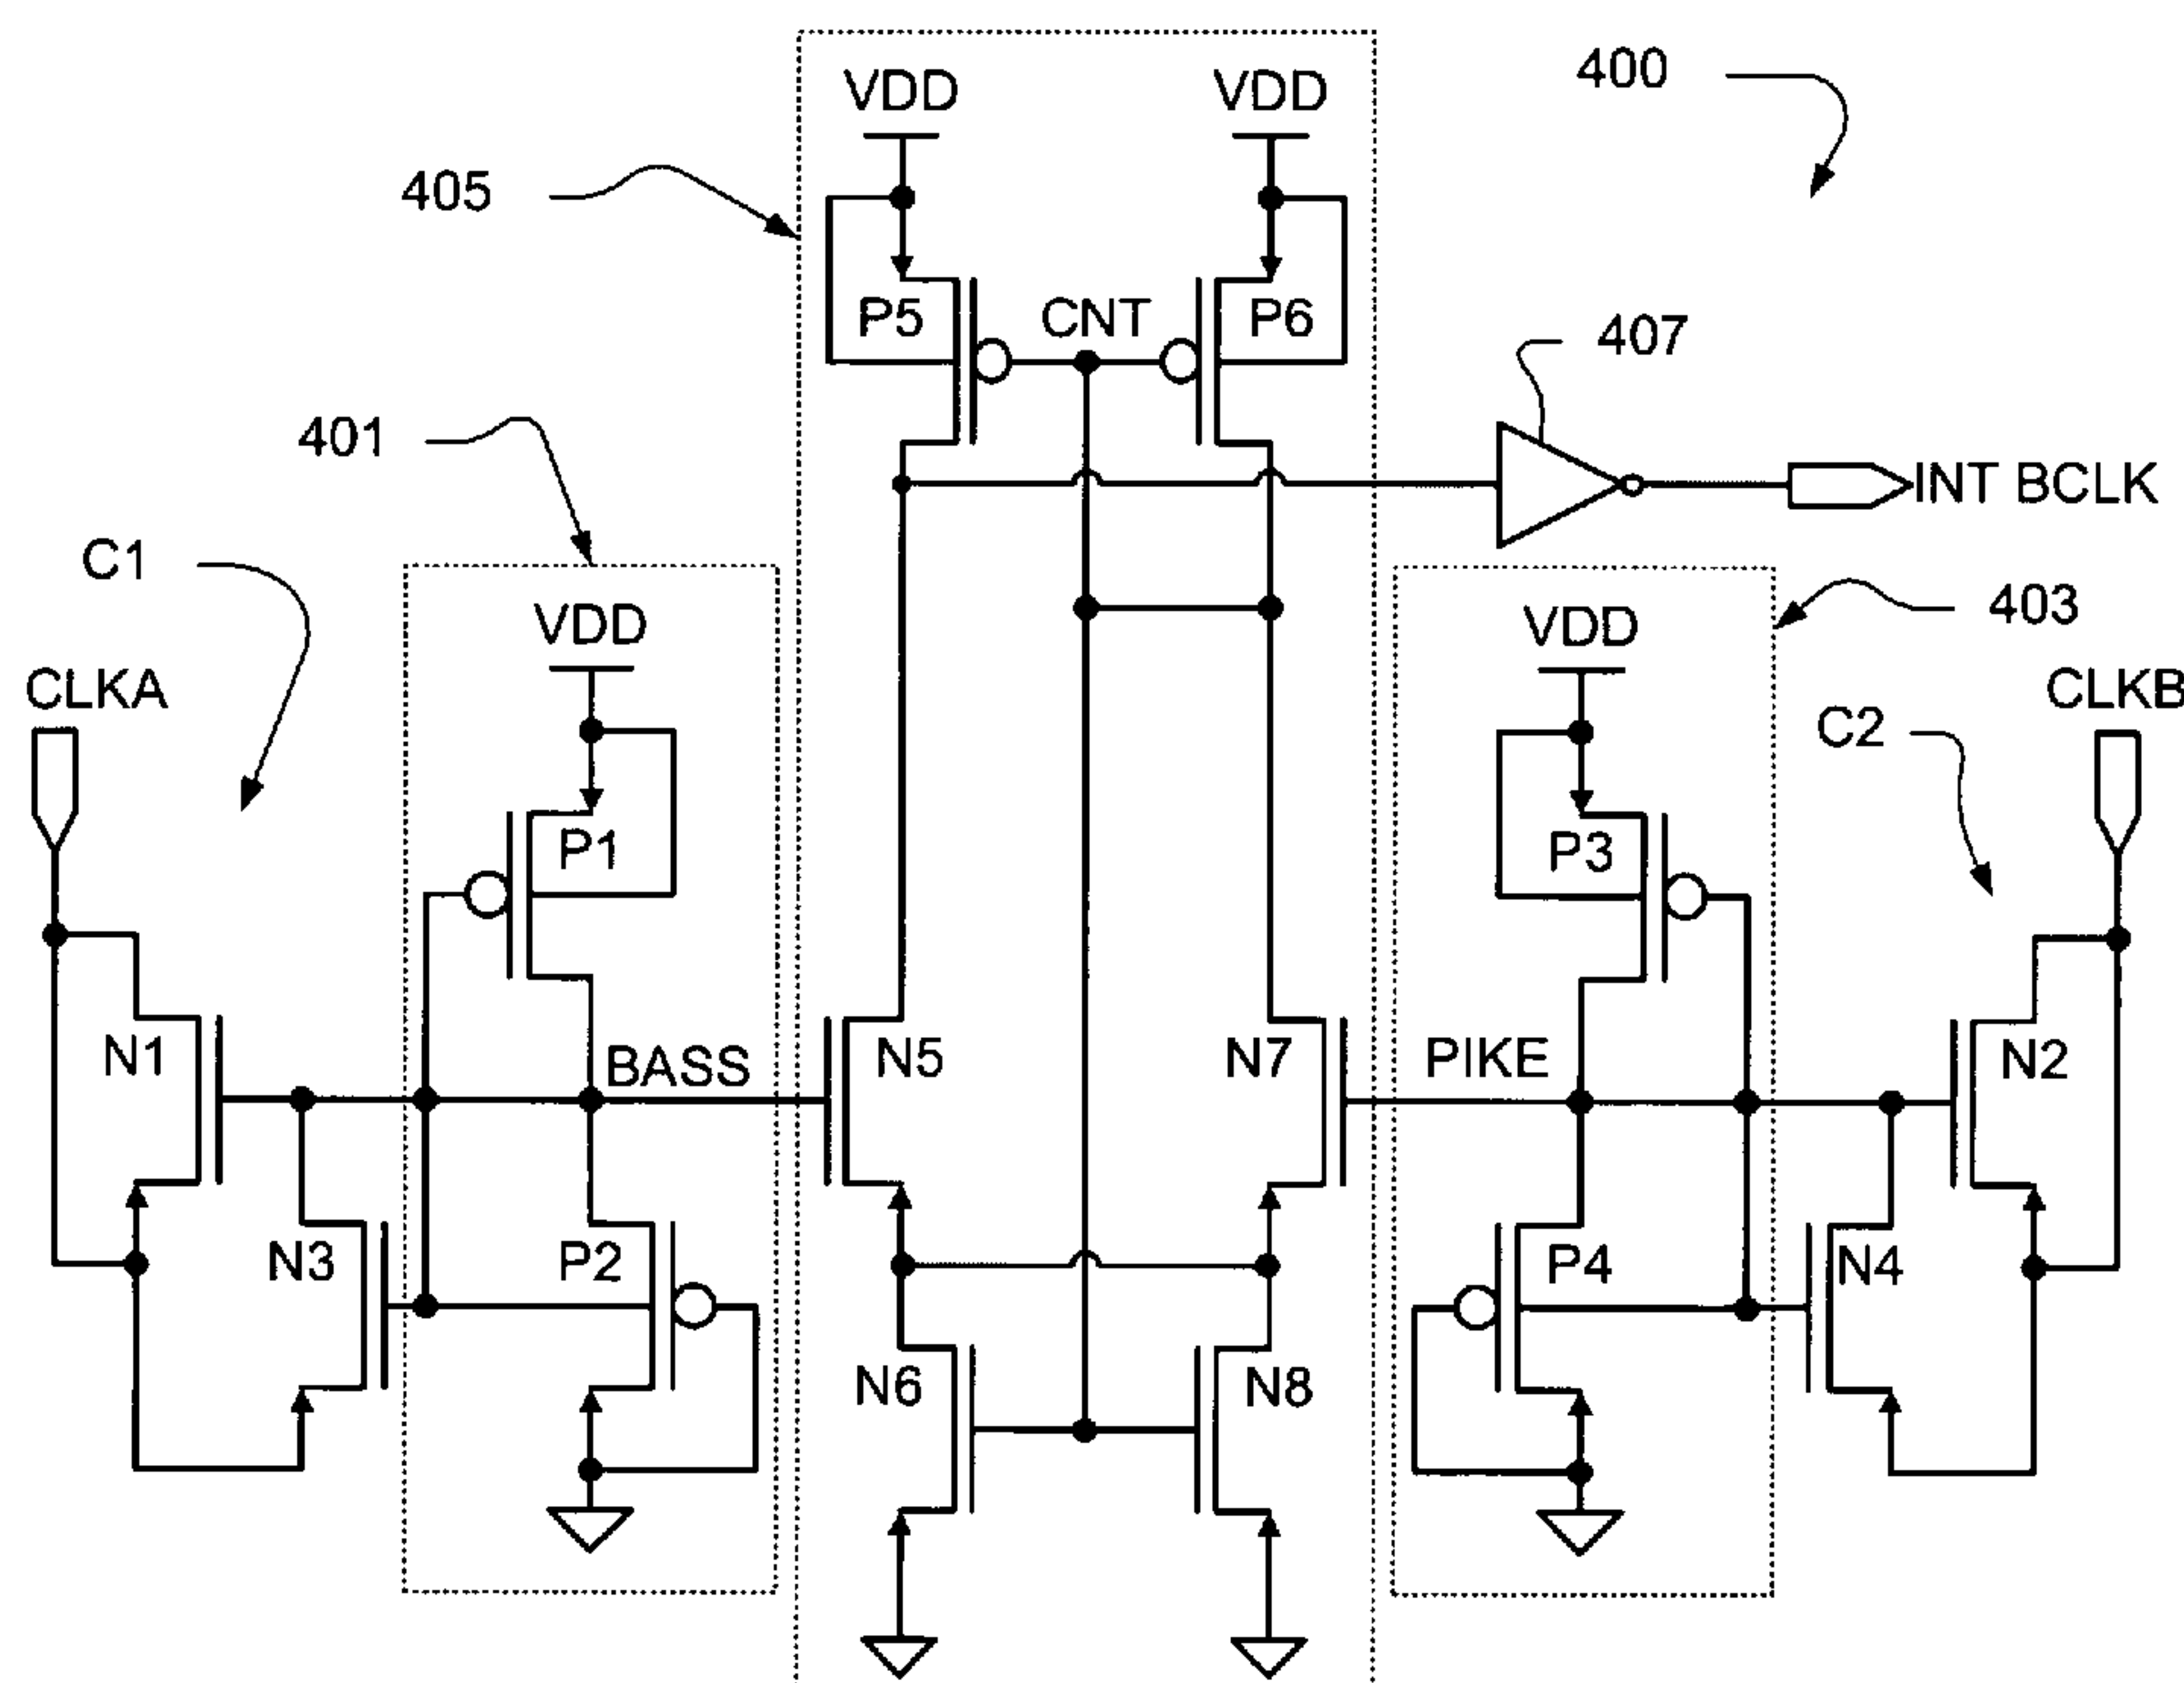 400
VDD
VDD
405
P5
CNT
P6
407
401
INT BCLK
C1
VDD
403
VDD
CLKA
CLKB
C2
P1
P3
N1
BASS
N5
N7
PIKE
N2
N3
P2
P4
N4
N6
N8